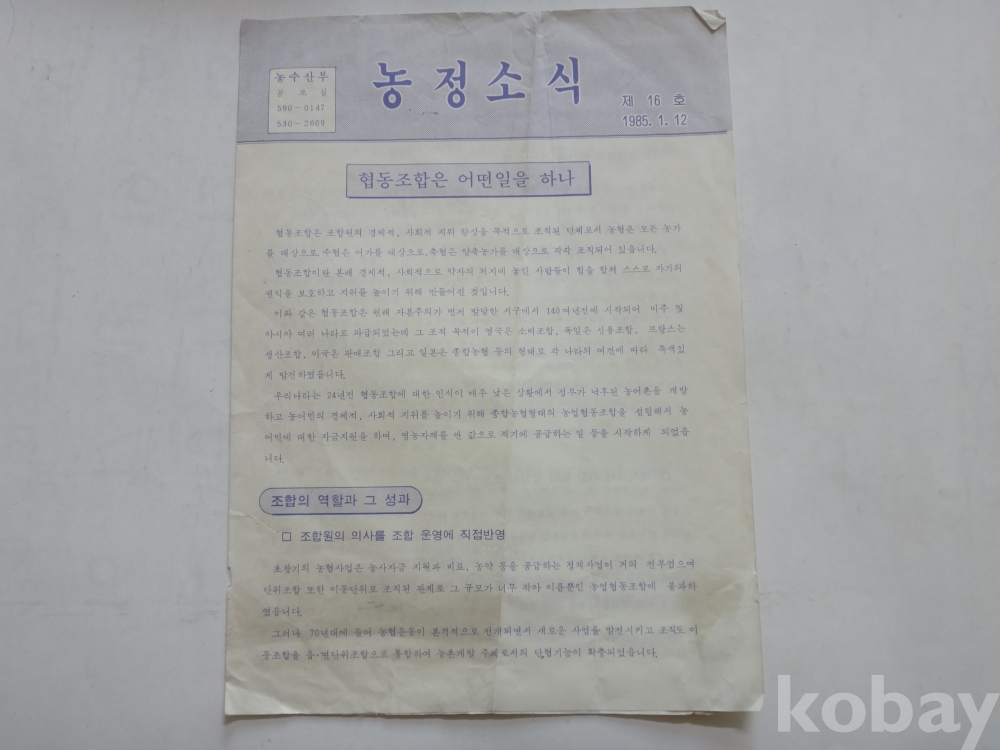 농수산부
공 보 실
590-0147
530-2609
농정소식
제 16 호
1985. 1. 12
협동조합은 어떤일을 하나
협동조합은 조합원의 경제적, 사회적 지위 향상을 목적으로 조직된 단체로서 농협은 모든 농가
를 대상으로, 수협은 어가를 대상으로, 축협은 양축농가를 대상으로 각각 조직되어 있읍니다.
협동조합이란 본래 경제적, 사회적으로 약자의 처지에 놓인 사람들이 힘을 합쳐 스스로 자기의
권익을 보호하고 지위를 높이기 위해 만들어진 것입니다.
이와 같은 협동조합은 원래 자본주의가 먼저 발달한 서구에서 140여년전에 시작되어 미주 및
아시아 여러 나라로 파급되었는데 그 조직 목적이 영국은 소비조합, 독일은 신용조합, 프랑스는
생산조합, 미국은 판매조합 그리고 일본은 종합농협 등의 형태로 각 나라의 여건에 따라 특색있
게 발전하였읍니다.
우리나라는 24년전 협동조합에 대한 인식이 매우 낮은 상황에서 정부가 낙후된 농어촌을 개발
하고 농어민의 경제적, 사회적 지위를 높이기 위해 종합농협형태의 농업협동조합을 설립해서 농
어민에 대한 자금지원을 하며, 영농자재를 싼 값으로 제기에 공급하는 일 등을 시작하게 되었읍
니다.
조합의 역할과 그 성과
□ 조합원의 의사를 조합 운영에 직접반영
초창기의 농협사업은 농사자금 지원과 비료, 농약 등을 공급하는 경제사업이 거의 전부였으며
단위조합 또한 이동단위로 조직된 관계로 그 규모가 너무 작아 이름뿐인 농업협동조합에 불과하
였읍니다.
그러나 70년대에 들어 농협운동이 본격적으로 전개되면서 새로운 사업을 발전시키고 조직도 이
동조합을 읍·면단위조합으로 통합하여 농촌개발 주체로서의 단협기능이 확충되었읍니다.
kobay